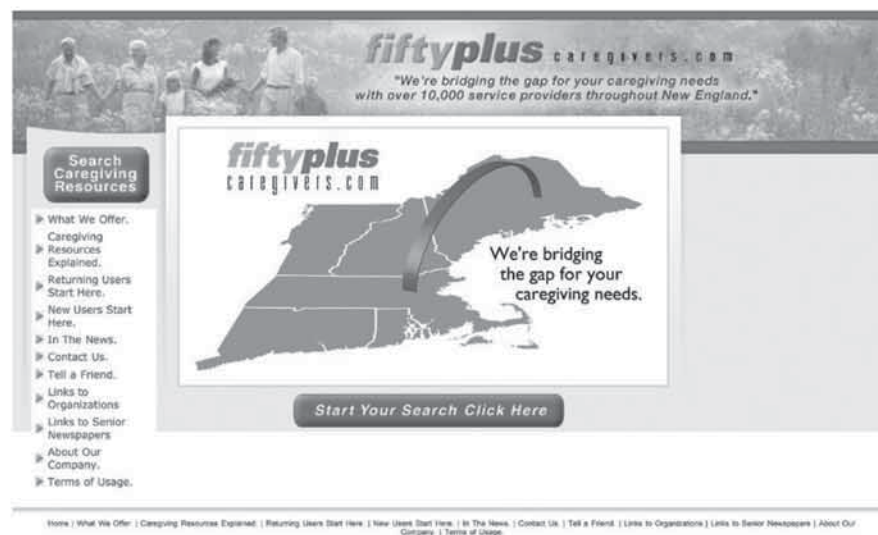 fiftyplus caregivers.com
"We're bridging the gap for your caregiving needs
with over 10,000 service providers throughout New England."
Search
Caregiving
Resources
What We Offer.
Caregiving
Resources
Explained.
Returning Users
Start Here.
New Users Start
Here.
In The News.
Contact Us.
Tell a Friend.
Links to
Organizations
Links to Senior
Newspapers
About Our
Company.
Terms of Usage.
fiftyplus
caregivers.com
We're bridging
the gap for your
caregiving needs.
Start Your Search Click Here
Home | What We Offer. | Caregiving Resources Explained. | Returning Users Start Here. | New Users Start Here. | In The News. | Contact Us. | Tell a Friend. | Links to Organizations | Links to Senior Newspapers | About Our
Company. | Terms of Usage.